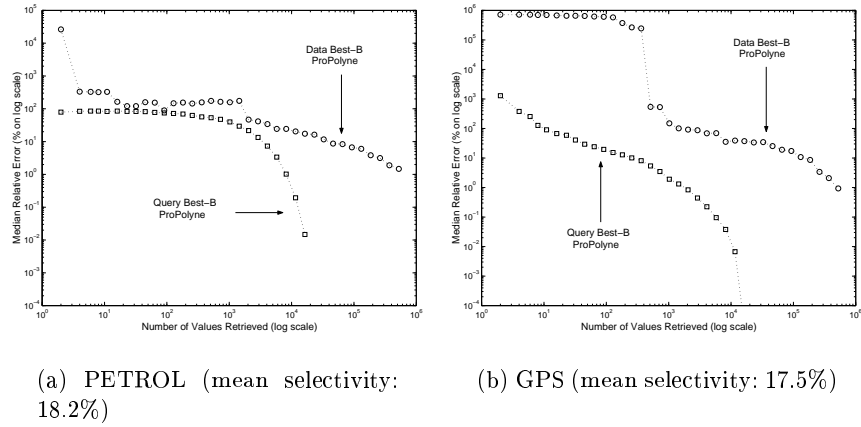 10^5
10^4
10^3
10^2
10^1
10^0
10^−1
10^−2
10^−3
10^−4
Median Relative Error (% on log scale)
Data Best−B
ProPolyne
Query Best−B
ProPolyne
10^0 10^1 10^2 10^3 10^4 10^5 10^6
Number of Values Retrieved (log scale)
10^6
10^5
10^4
10^3
10^2
10^1
10^0
10^−1
10^−2
10^−3
10^−4
Median Relative Error (% on log scale)
Data Best−B
ProPolyne
Query Best−B
ProPolyne
10^0 10^1 10^2 10^3 10^4 10^5 10^6
Number of Values Retrieved (log scale)
(a) PETROL (mean selectivity:
18.2%)
(b) GPS (mean selectivity: 17.5%)